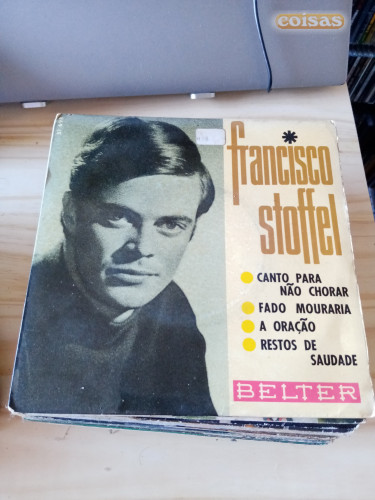 coisas
francisco
stoffel
CANTO PARA
NÃO CHORAR
FADO MOURARIA
A ORAÇÃO
RESTOS DE
SAUDADE
BELTER